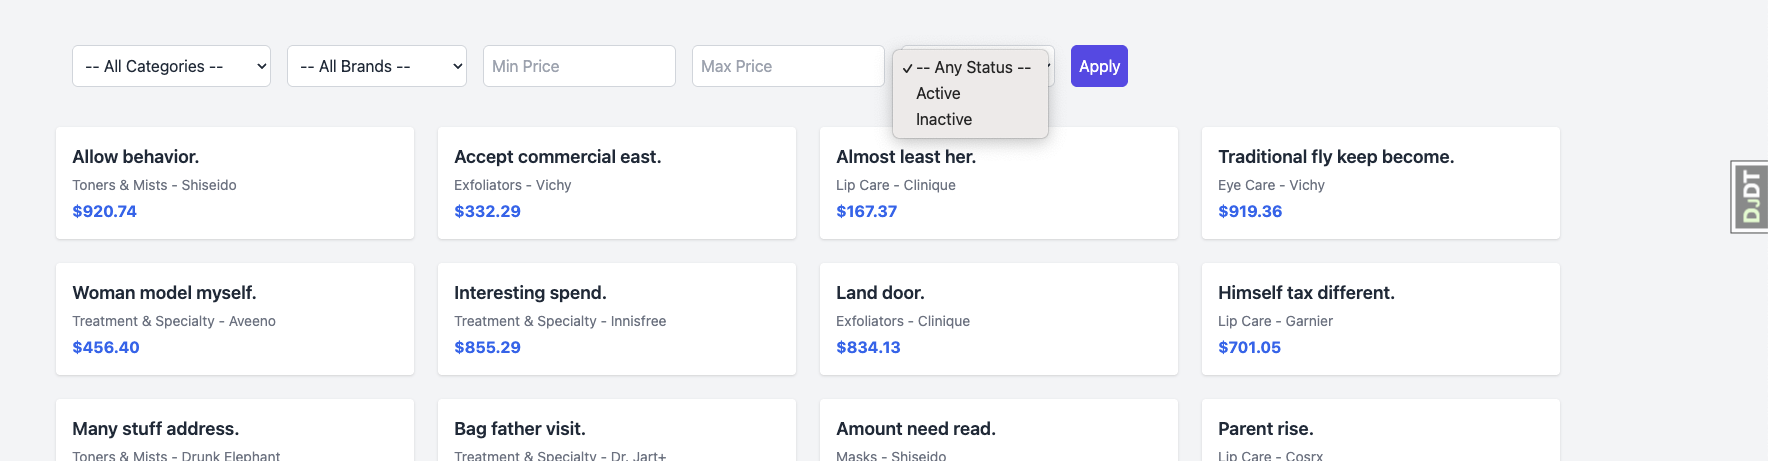 -- All Categories --
-- All Brands --
Min Price
Max Price
✓ -- Any Status --
Active
Inactive
Apply
Allow behavior.
Toners & Mists - Shiseido
$920.74
Accept commercial east.
Exfoliators - Vichy
$332.29
Almost least her.
Lip Care - Clinique
$167.37
Traditional fly keep become.
Eye Care - Vichy
$919.36
DJDT
Woman model myself.
Treatment & Specialty - Aveeno
$456.40
Interesting spend.
Treatment & Specialty - Innisfree
$855.29
Land door.
Exfoliators - Clinique
$834.13
Himself tax different.
Lip Care - Garnier
$701.05
Many stuff address.
Toners & Mists - Drunk Elephant
Bag father visit.
Treatment & Specialty - Dr. Jart+
Amount need read.
Masks - Shiseido
Parent rise.
Lip Care - Cosrx